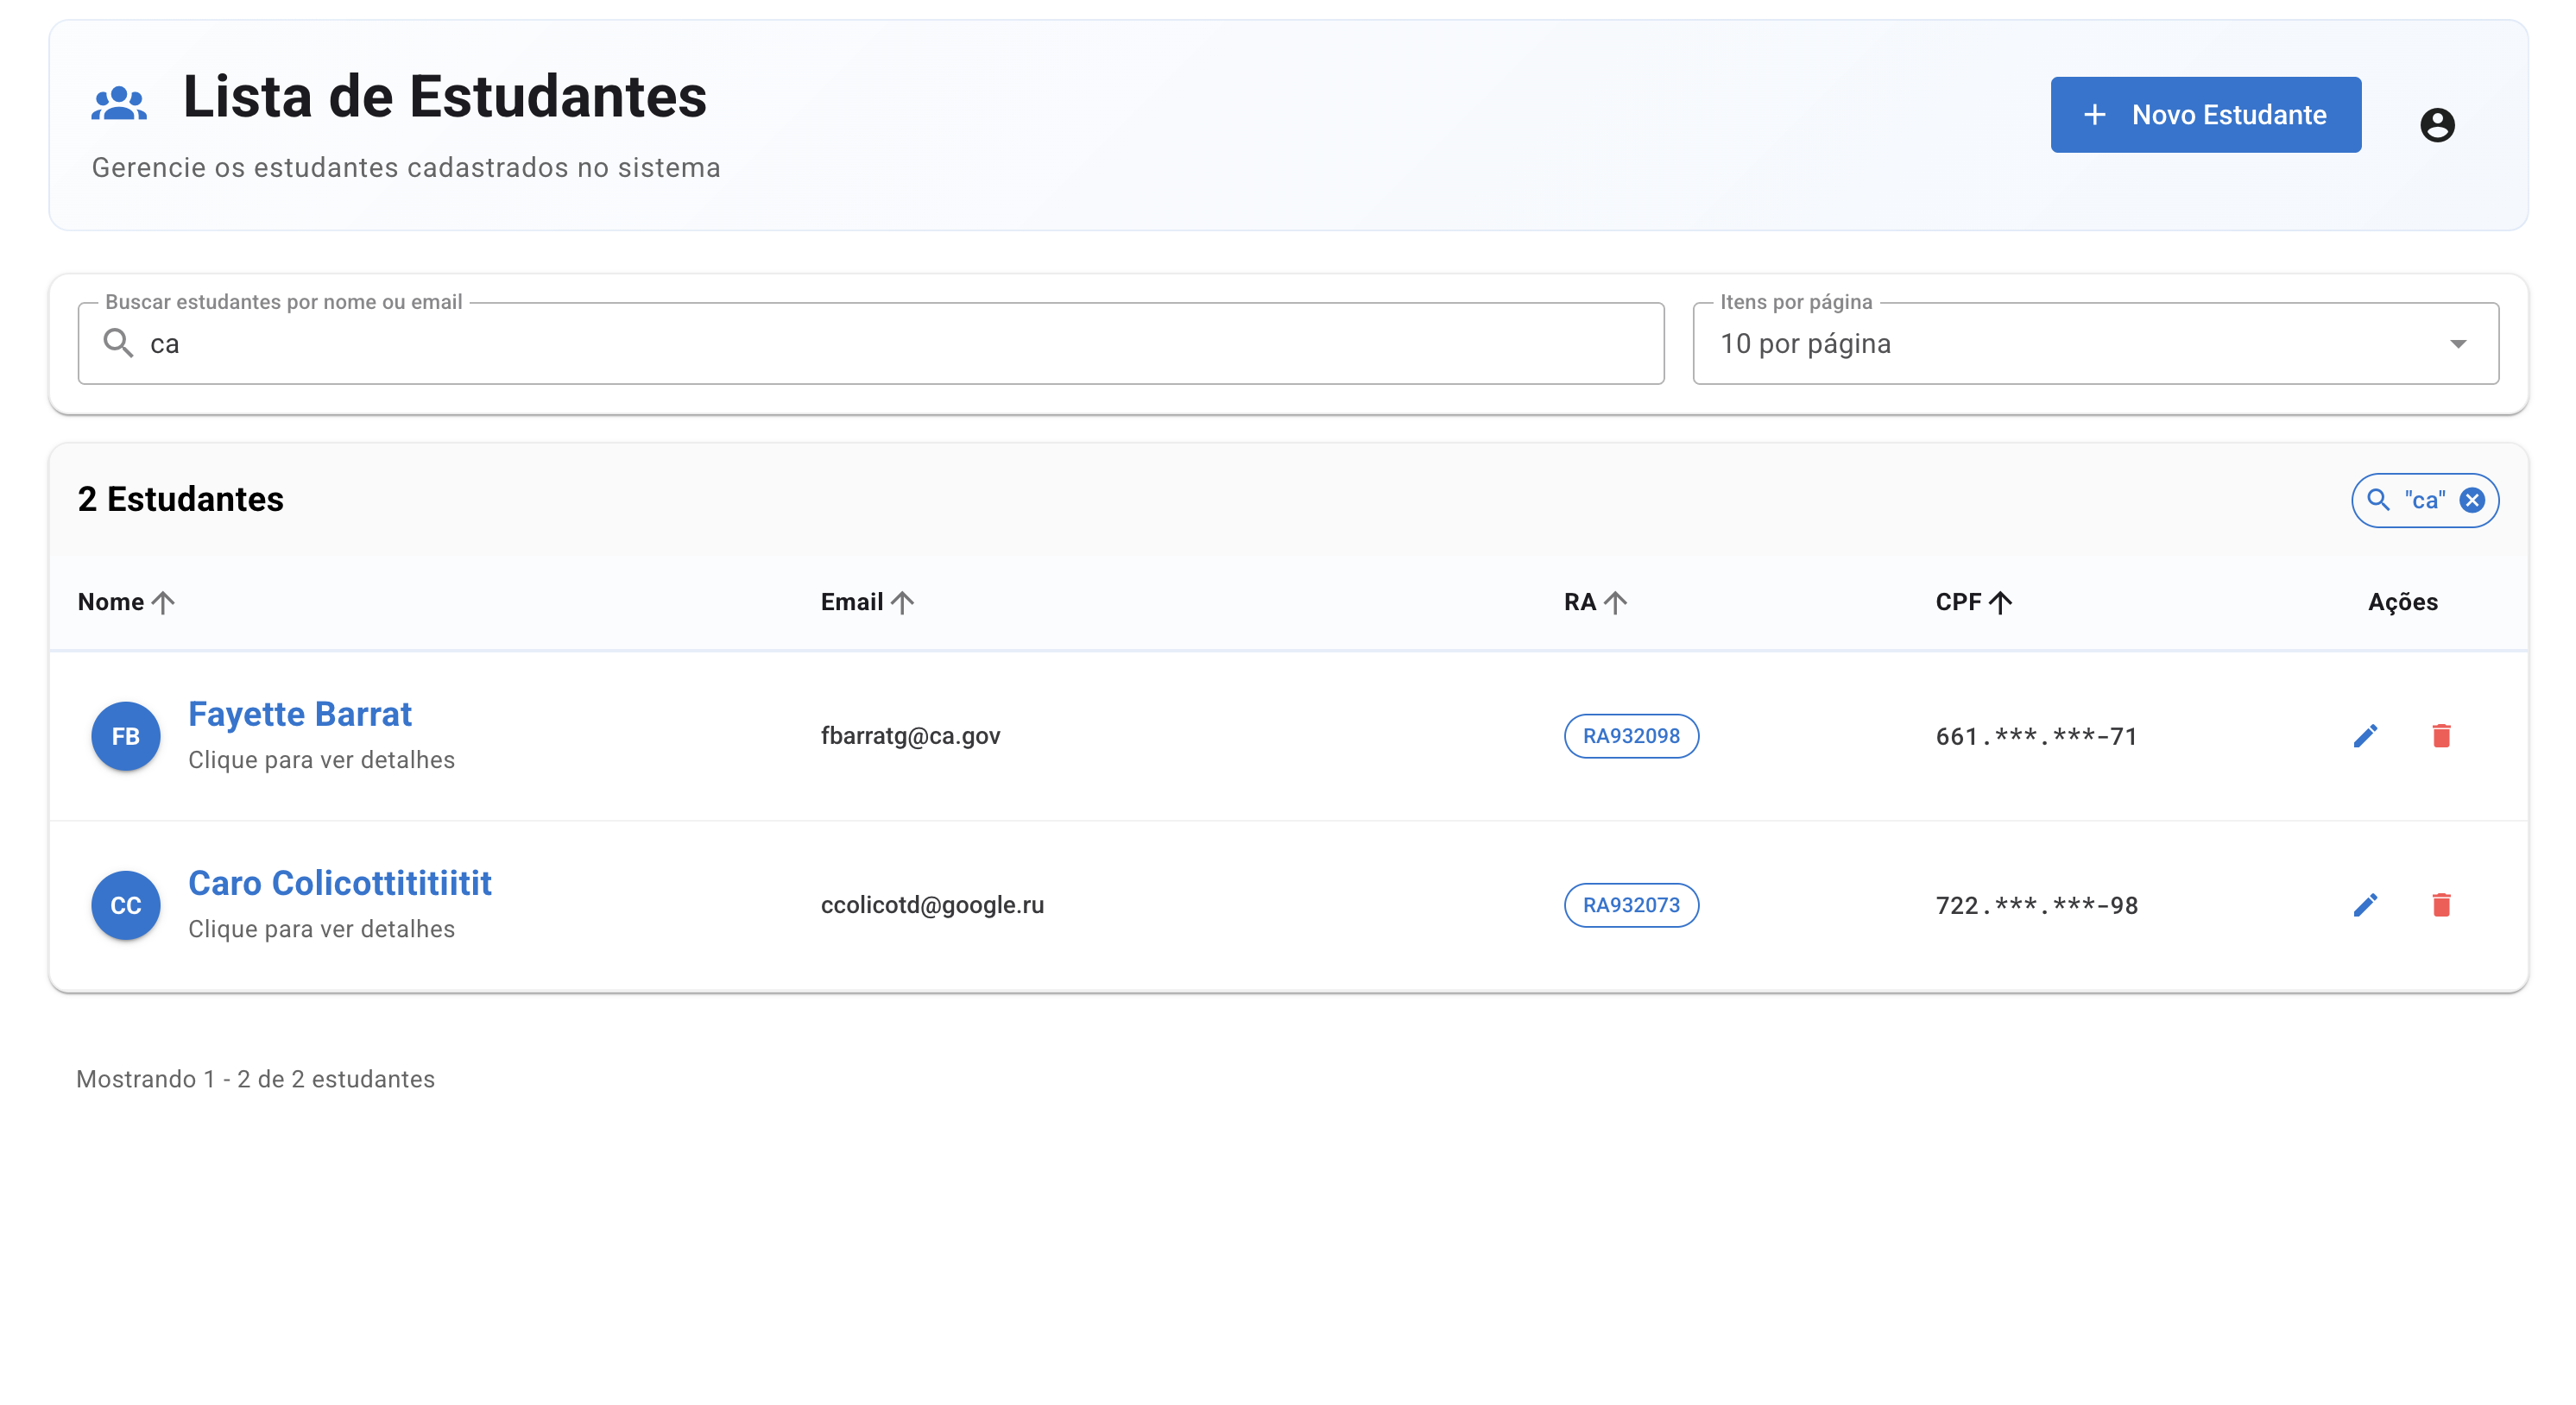 Lista de Estudantes
Gerencie os estudantes cadastrados no sistema
+ Novo Estudante
Buscar estudantes por nome ou email
ca
Itens por página
10 por página
2 Estudantes
"ca"
Nome Email RA CPF Ações
FB
Fayette Barrat
Clique para ver detalhes
fbarratg@ca.gov
RA932098
661.***.***-71
CC
Caro Colicottititiitit
Clique para ver detalhes
ccolicotd@google.ru
RA932073
722.***.***-98
Mostrando 1 - 2 de 2 estudantes